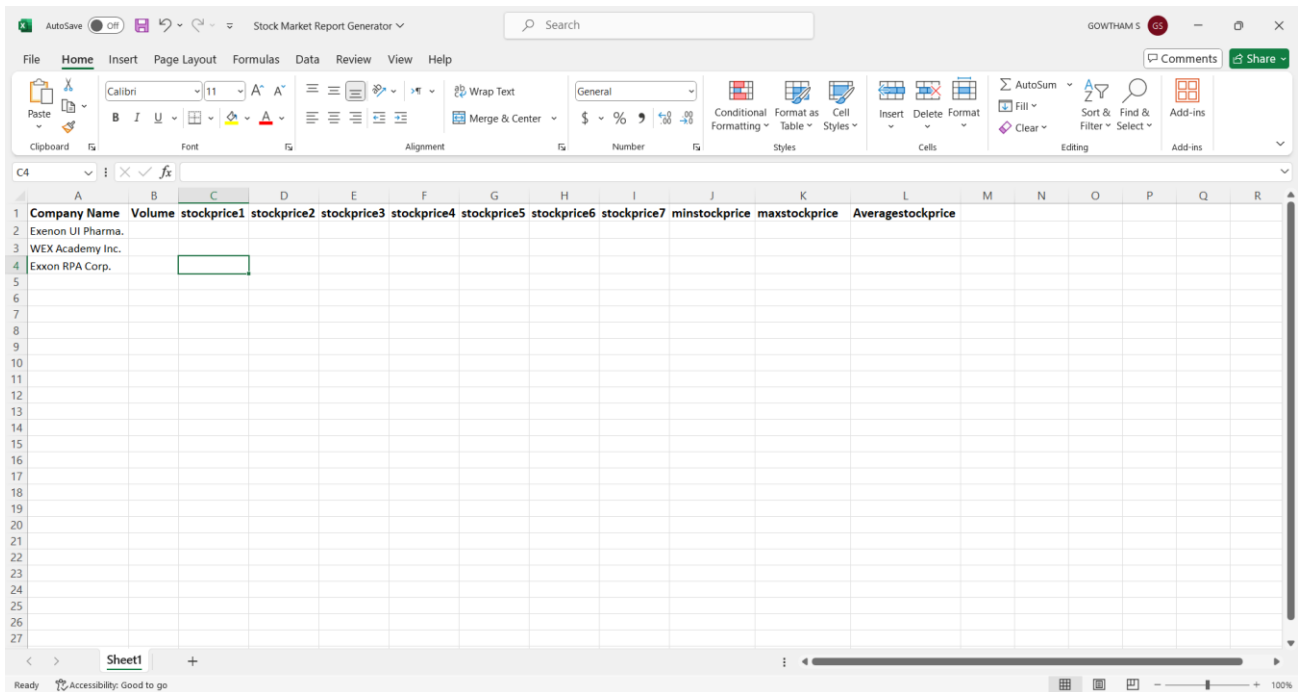 AutoSave Off Stock Market Report Generator Search GOWTHAM S GS
File Home Insert Page Layout Formulas Data Review View Help Comments Share
Paste Calibri 11 A^ Aˇ Wrap Text General Conditional Formatting Format as Table Cell Styles Insert Delete Format AutoSum Fill Clear Sort & Filter Find & Select Add-ins
B I U A Merge & Center $ % 9
Clipboard Font Alignment Number Styles Cells Editing Add-ins
C4 fx
A B C D E F G H I J K L M N O P Q R
1 Company Name Volume stockprice1 stockprice2 stockprice3 stockprice4 stockprice5 stockprice6 stockprice7 minstockprice maxstockprice Averagestockprice
2 Exenon UI Pharma.
3 WEX Academy Inc.
4 Exxon RPA Corp.
5
6
7
8
9
10
11
12
13
14
15
16
17
18
19
20
21
22
23
24
25
26
27
Sheet1 +
Ready Accessibility: Good to go - + 100%